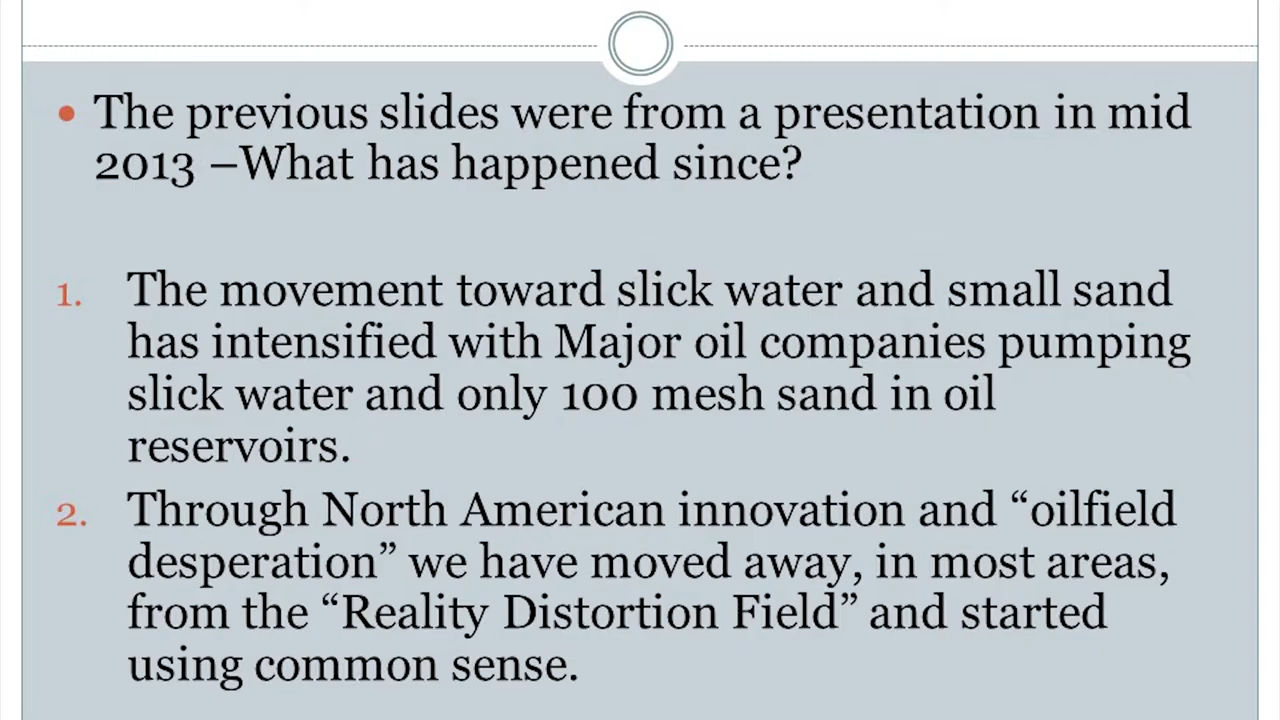 • The previous slides were from a presentation in mid
2013 –What has happened since?
1. The movement toward slick water and small sand
has intensified with Major oil companies pumping
slick water and only 100 mesh sand in oil
reservoirs.
2. Through North American innovation and “oilfield
desperation” we have moved away, in most areas,
from the “Reality Distortion Field” and started
using common sense.